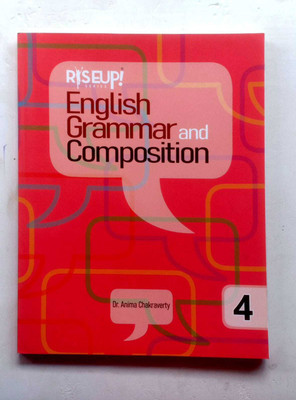 RISEUP!
SERIES
English
Grammar and
Composition
Dr. Anima Chakraverty
4